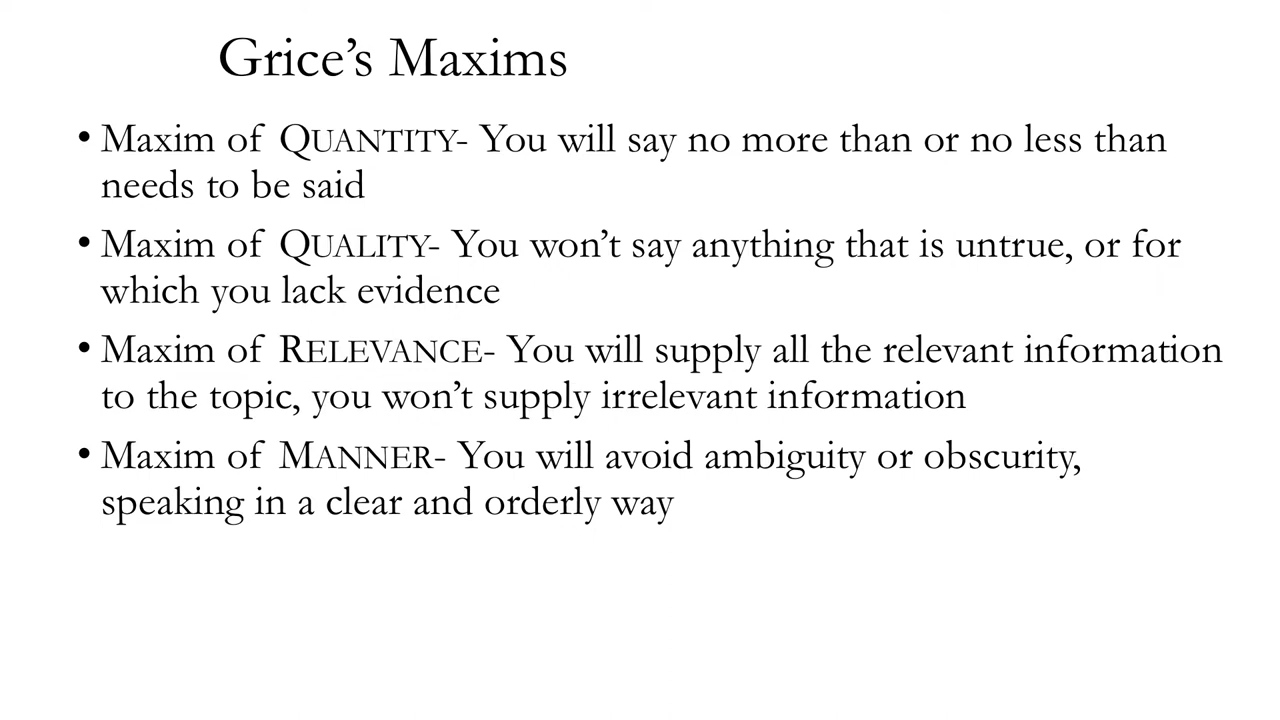 Grice’s Maxims
• Maxim of QUANTITY- You will say no more than or no less than
needs to be said
• Maxim of QUALITY- You won’t say anything that is untrue, or for
which you lack evidence
• Maxim of RELEVANCE- You will supply all the relevant information
to the topic, you won’t supply irrelevant information
• Maxim of MANNER- You will avoid ambiguity or obscurity,
speaking in a clear and orderly way